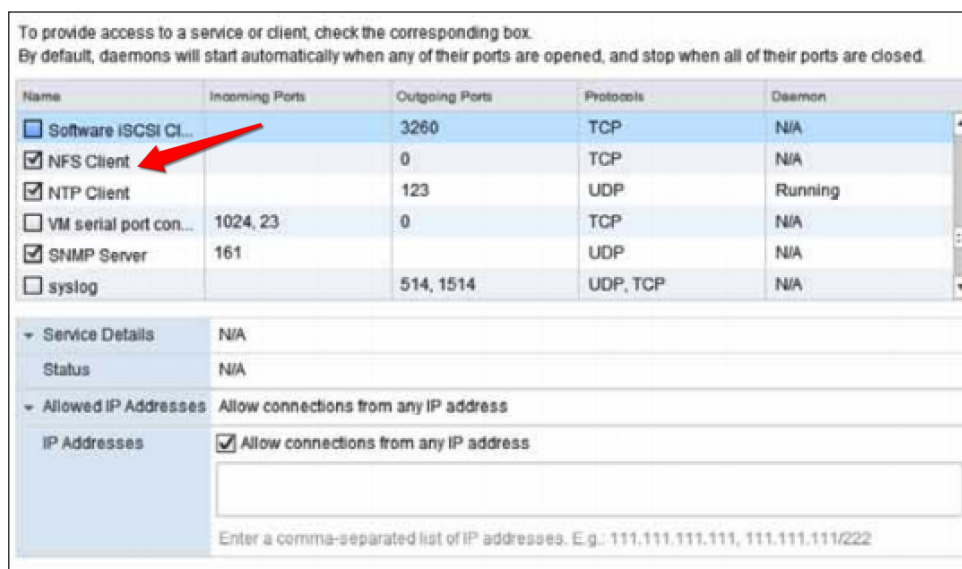 To provide access to a service or client, check the corresponding box.
By default, daemons will start automatically when any of their ports are opened, and stop when all of their ports are closed.
Name Incoming Ports Outgoing Ports Protocols Daemon
Software iSCSI Cl... 3260 TCP N/A
NFS Client 0 TCP N/A
NTP Client 123 UDP Running
VM serial port con... 1024, 23 0 TCP N/A
SNMP Server 161 UDP N/A
syslog 514, 1514 UDP, TCP N/A
Service Details N/A
Status N/A
Allowed IP Addresses Allow connections from any IP address
IP Addresses Allow connections from any IP address
Enter a comma-separated list of IP addresses. E.g.: 111.111.111.111, 111.111.111/222